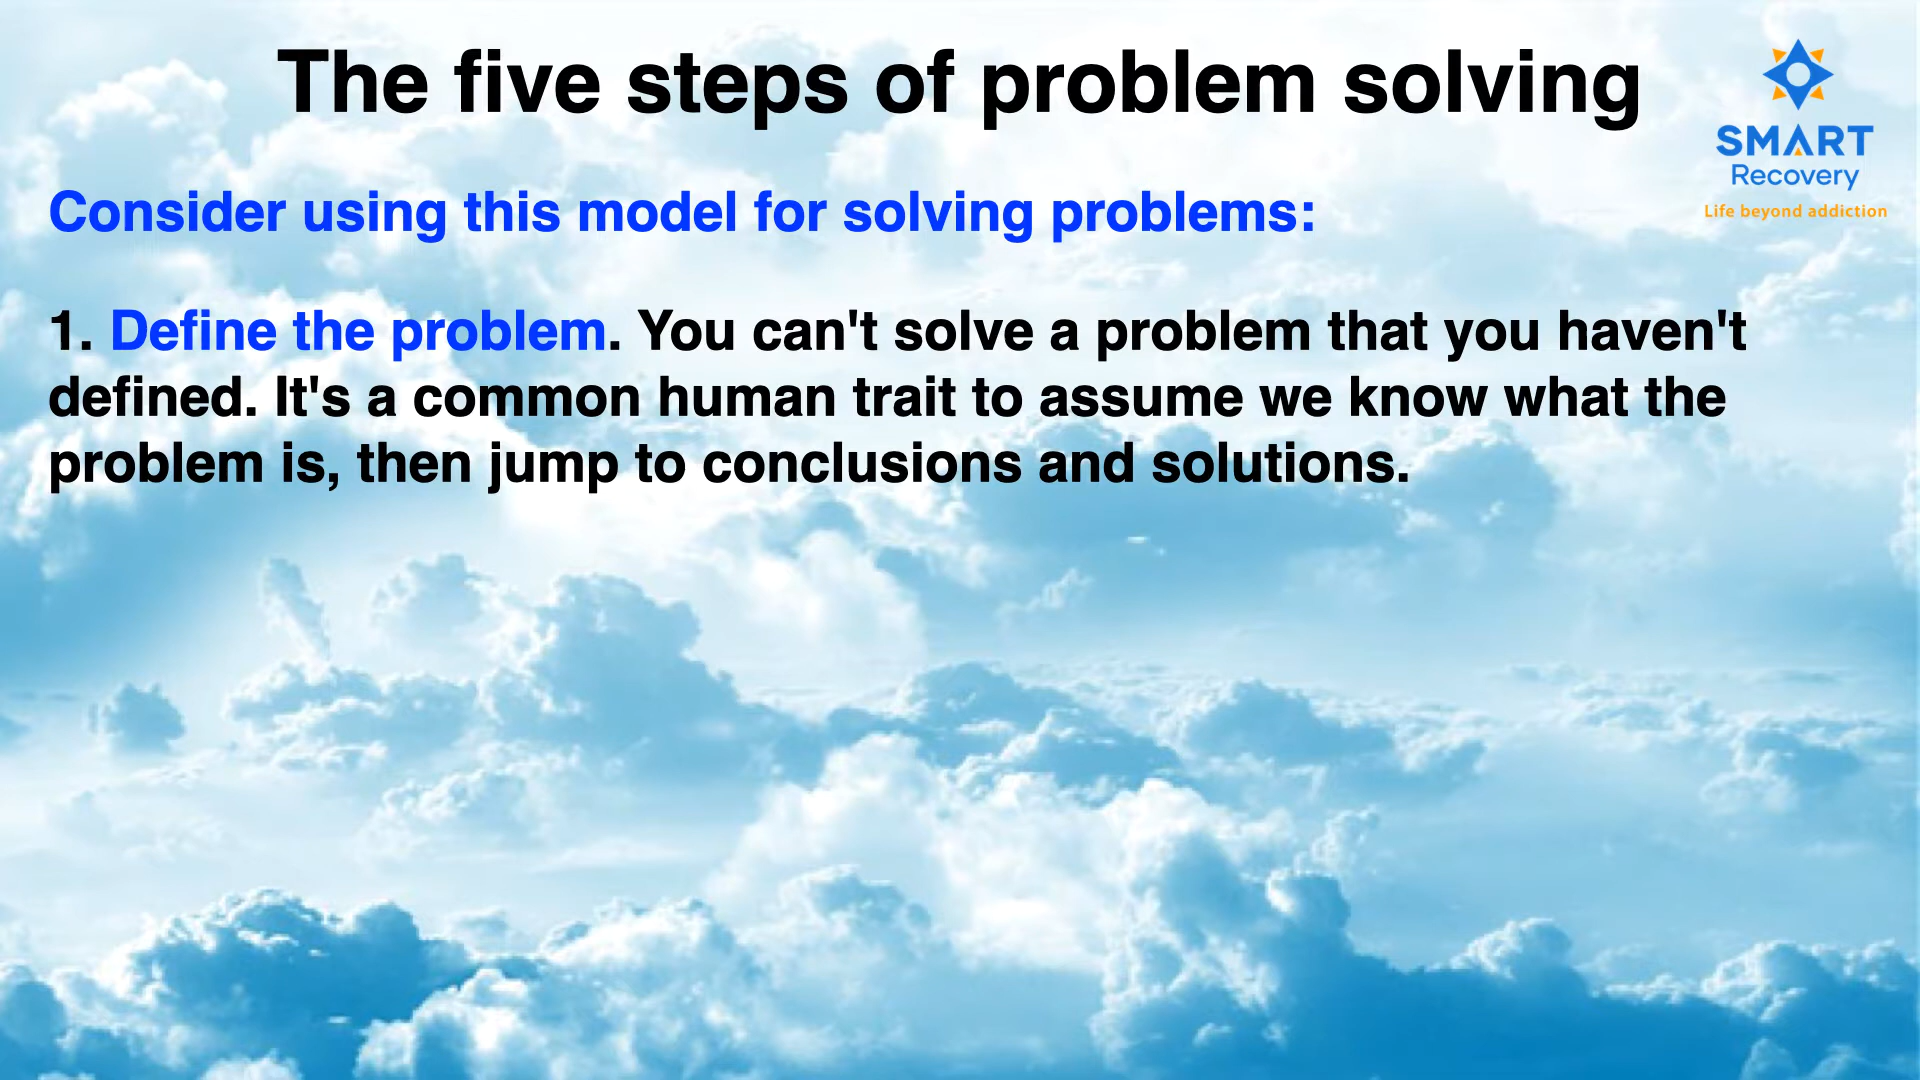 The five steps of problem solving
SMART
Recovery
Life beyond addiction
Consider using this model for solving problems:
1. Define the problem. You can't solve a problem that you haven't
defined. It's a common human trait to assume we know what the
problem is, then jump to conclusions and solutions.